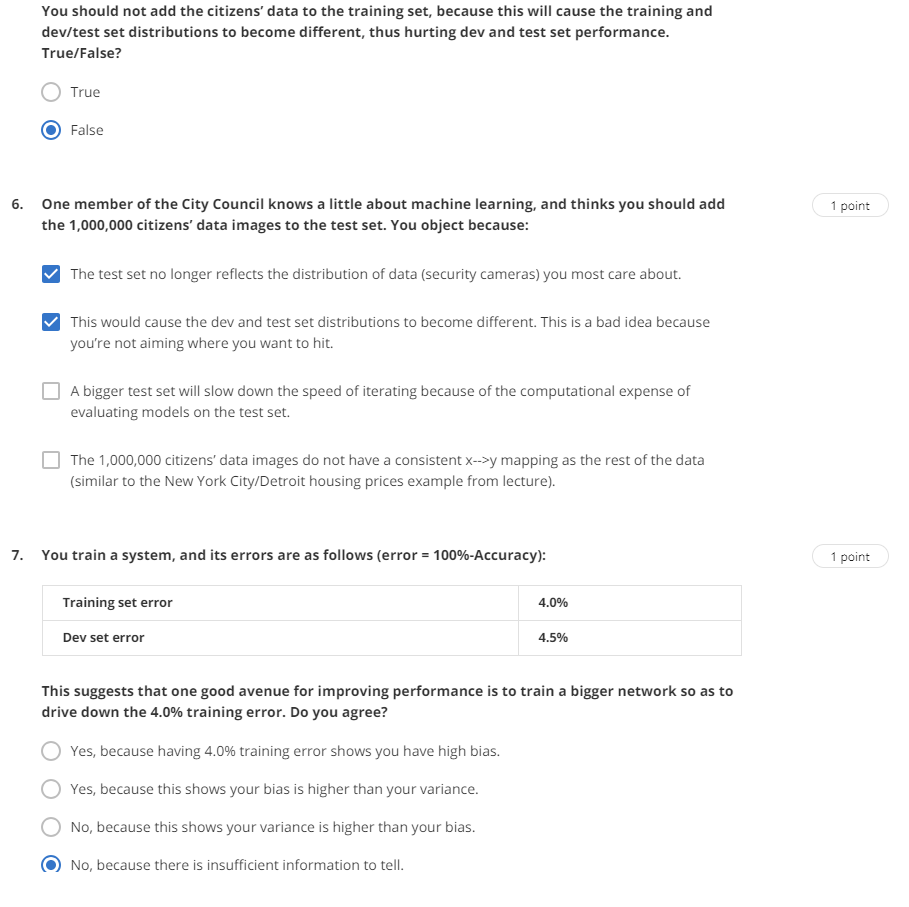 You should not add the citizens’ data to the training set, because this will cause the training and
dev/test set distributions to become different, thus hurting dev and test set performance.
True/False?
True
False
6. One member of the City Council knows a little about machine learning, and thinks you should add
the 1,000,000 citizens’ data images to the test set. You object because:
1 point
The test set no longer reflects the distribution of data (security cameras) you most care about.
This would cause the dev and test set distributions to become different. This is a bad idea because
you’re not aiming where you want to hit.
A bigger test set will slow down the speed of iterating because of the computational expense of
evaluating models on the test set.
The 1,000,000 citizens’ data images do not have a consistent x-->y mapping as the rest of the data
(similar to the New York City/Detroit housing prices example from lecture).
7. You train a system, and its errors are as follows (error = 100%-Accuracy):
1 point
Training set error 4.0%
Dev set error 4.5%
This suggests that one good avenue for improving performance is to train a bigger network so as to
drive down the 4.0% training error. Do you agree?
Yes, because having 4.0% training error shows you have high bias.
Yes, because this shows your bias is higher than your variance.
No, because this shows your variance is higher than your bias.
No, because there is insufficient information to tell.